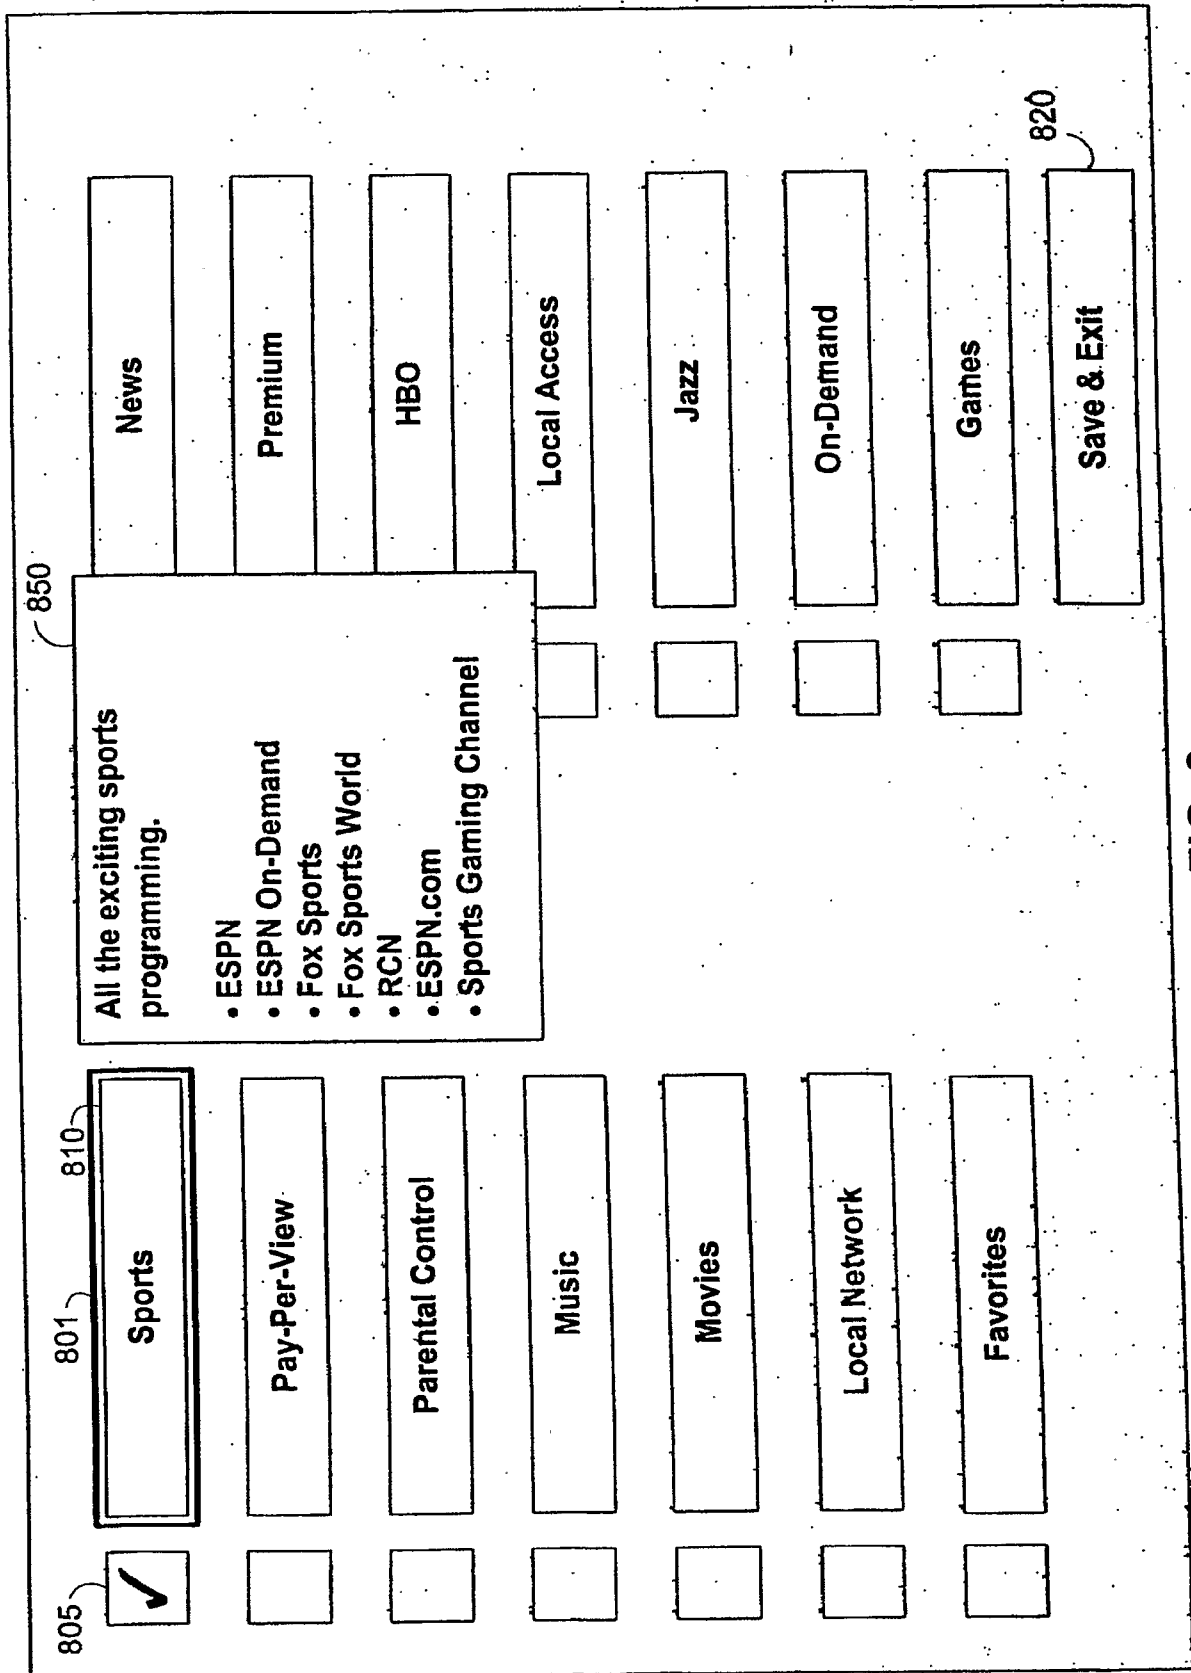 850
805
801
810
Sports
All the exciting sports
programming.
• ESPN
• ESPN On-Demand
• Fox Sports
• Fox Sports World
• RCN
• ESPN.com
• Sports Gaming Channel
News
Pay-Per-View
Premium
Parental Control
HBO
Music
Local Access
Movies
Jazz
Local Network
On-Demand
Favorites
Games
820
Save & Exit